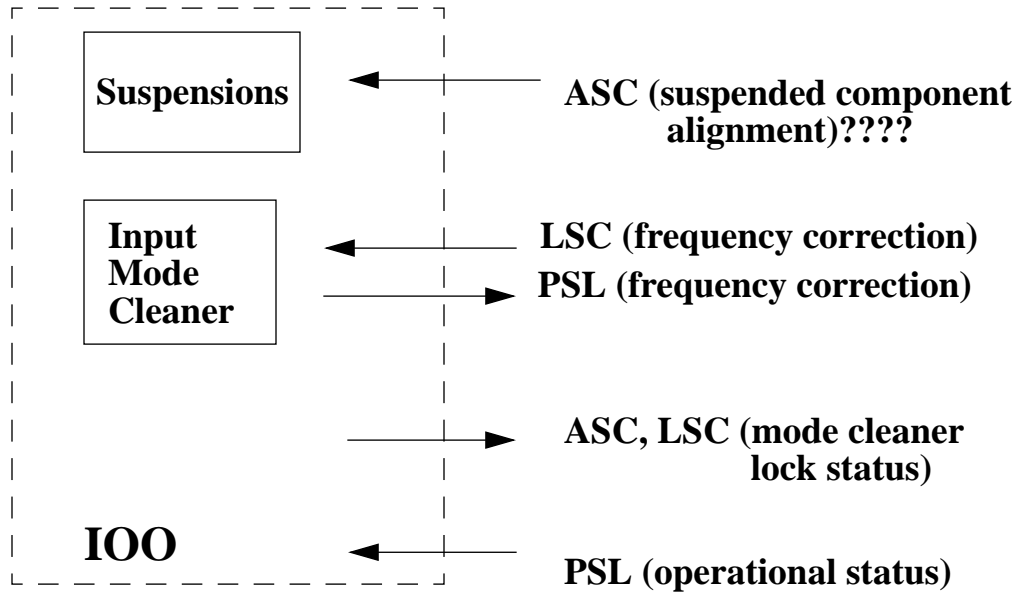 Suspensions
ASC (suspended component
alignment)????
Input
Mode
Cleaner
LSC (frequency correction)
PSL (frequency correction)
ASC, LSC (mode cleaner
lock status)
IOO
PSL (operational status)